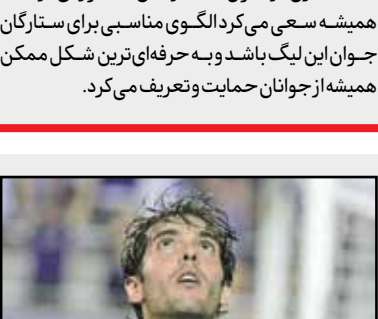 همیشه سعی می‌کرد الگوی مناسبی برای ستارگان
جوان این لیگ باشد و به حرفه‌ای‌ترین شکل ممکن
همیشه از جوانان حمایت و تعریف می‌کرد.